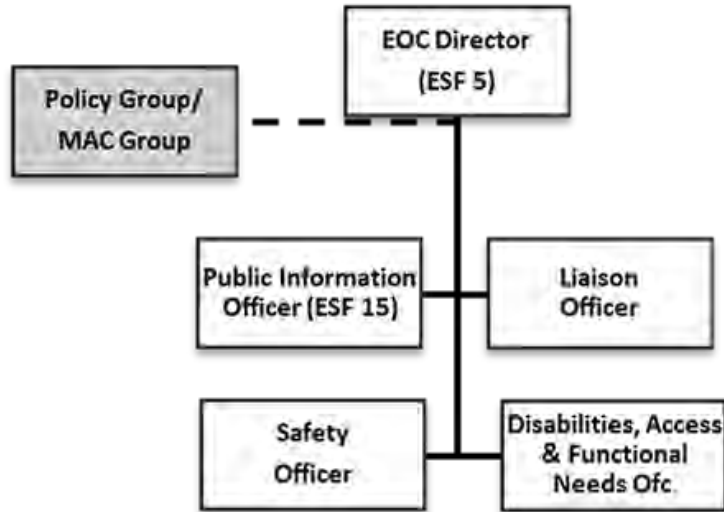 EOC Director
(ESF 5)
Policy Group/
MAC Group
Public Information
Officer (ESF 15)
Liaison
Officer
Safety
Officer
Disabilities, Access
& Functional
Needs Ofc